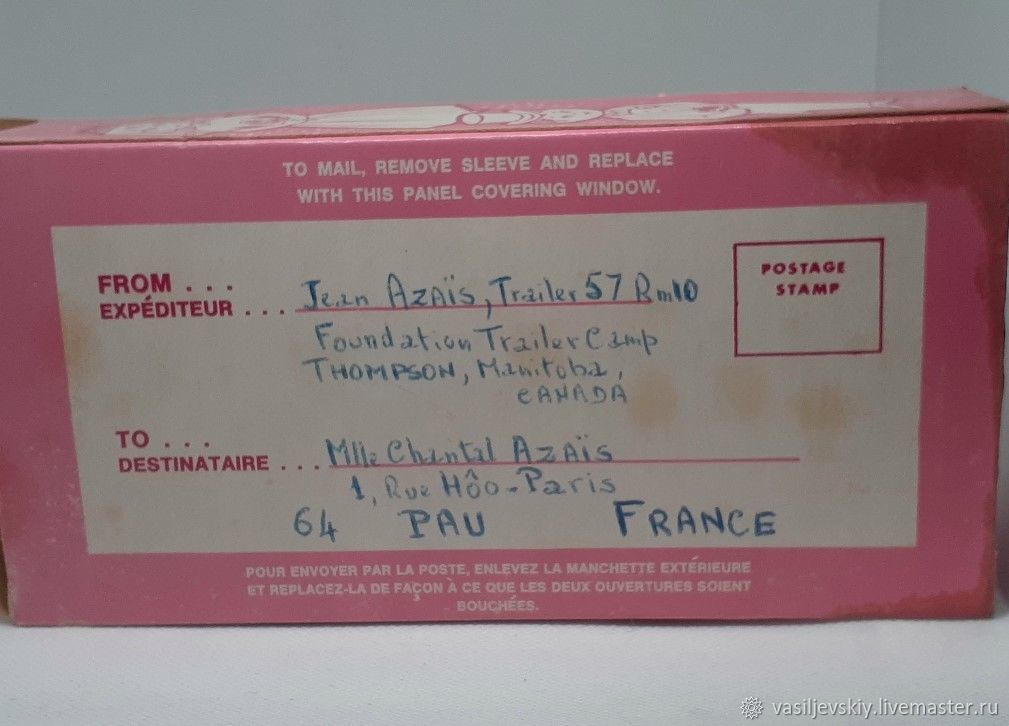 TO MAIL, REMOVE SLEEVE AND REPLACE
WITH THIS PANEL COVERING WINDOW.
POSTAGE
STAMP
FROM . . .
EXPÉDITEUR . . . Jean AZAïS, Trailer 57 Rm10
Foundation Trailer Camp
THOMPSON, Manitoba,
CANADA
TO . . .
DESTINATAIRE . . . Mlle Chantal AZAïS
1, Rue Hôo-Paris
64 PAU FRANCE
POUR ENVOYER PAR LA POSTE, ENLEVEZ LA MANCHETTE EXTÉRIEURE
ET REPLACEZ-LA DE FAÇON À CE QUE LES DEUX OUVERTURES SOIENT
BOUCHÉES.
vasiljevskiy.livemaster.ru